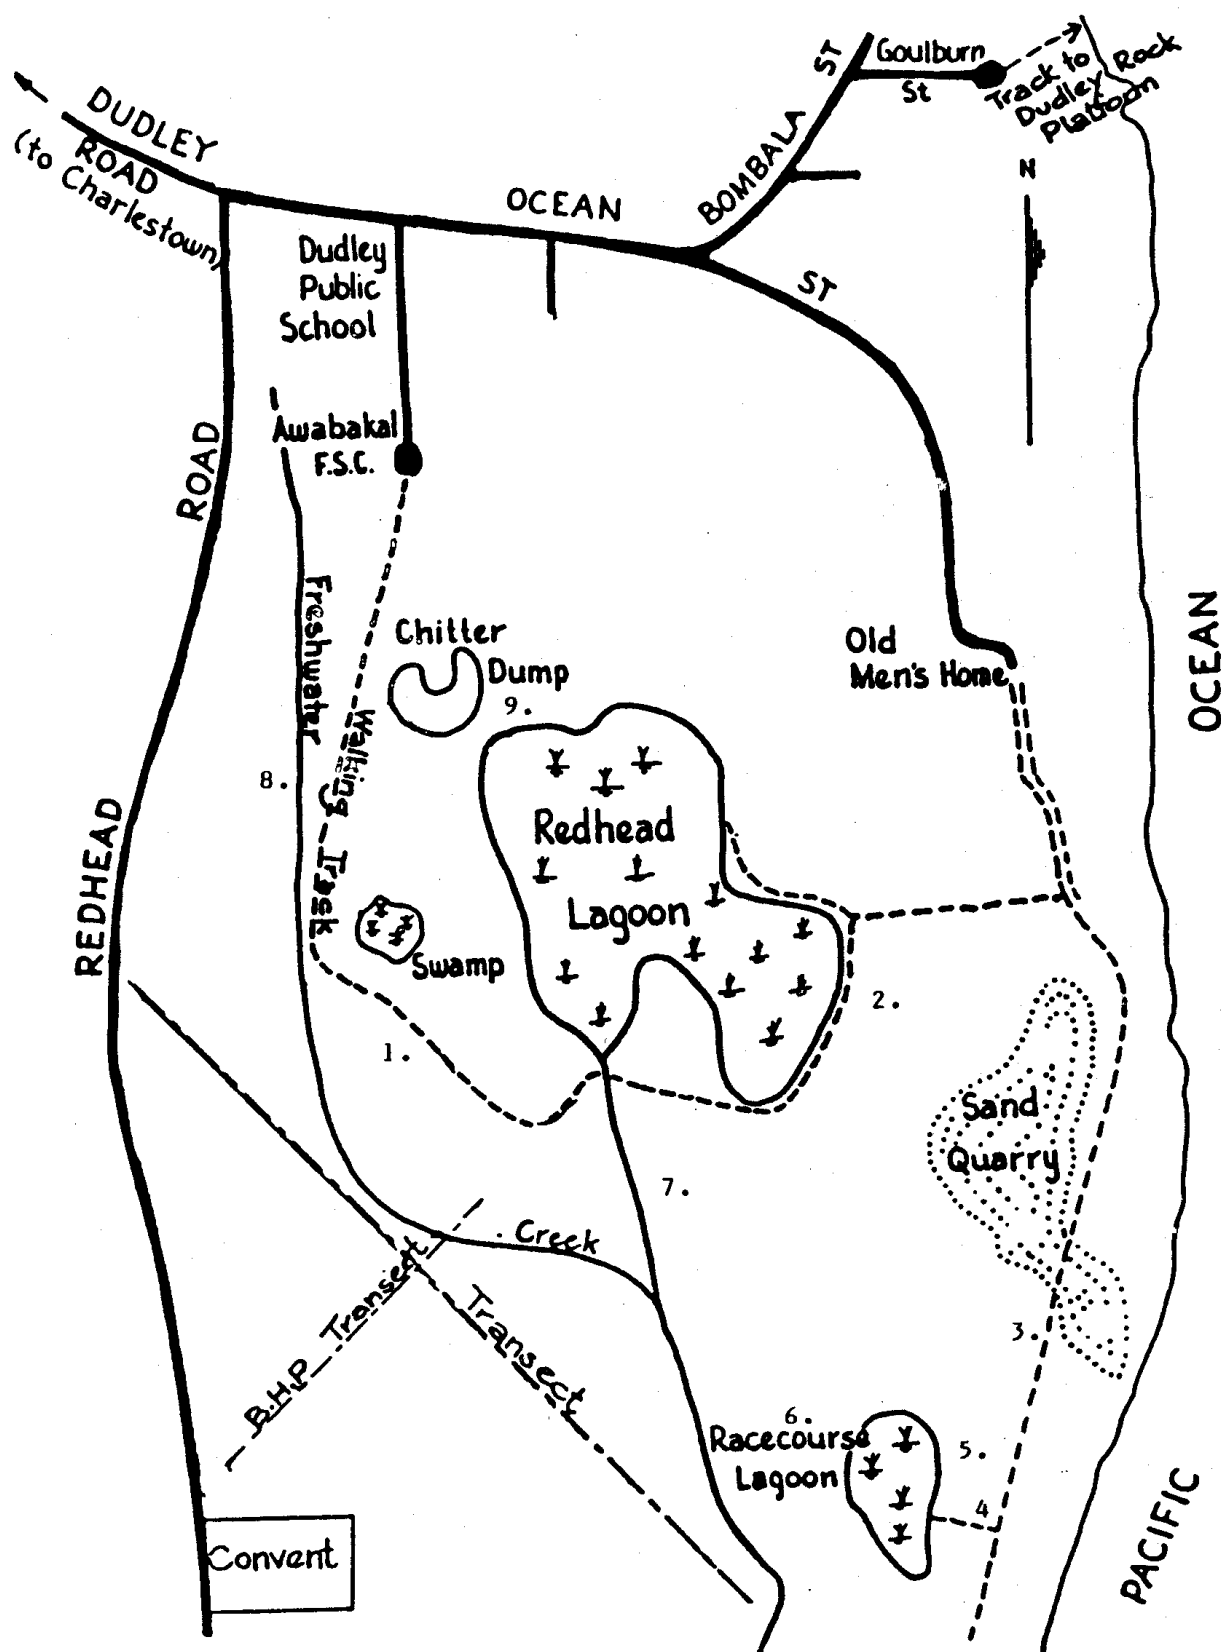 Goulburn
St
ST
Track to
Dudley Rock
Platform
DUDLEY
ROAD
(to Charlestown)
BOMBALA
N
OCEAN
ST
Dudley
Public
School
Awabakal
F.S.C.
ROAD
Freshwater
Walking Track
Chitter
Dump
9.
Old
Men's Home
OCEAN
8.
Redhead
Lagoon
REDHEAD
Swamp
2.
1.
Sand
Quarry
7.
Creek
Transect
B.H.P Transect
3.
6.
Racecourse
Lagoon
5.
4
PACIFIC
Convent